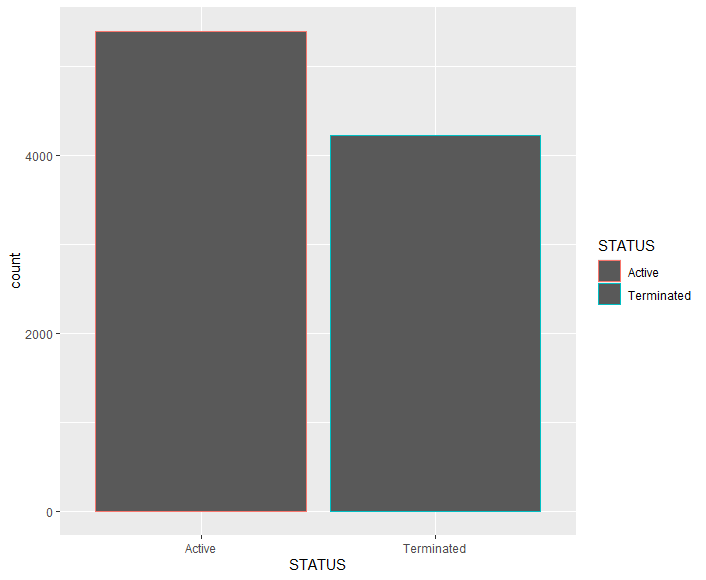 4000
2000
0
count
Active
Terminated
STATUS
STATUS
Active
Terminated